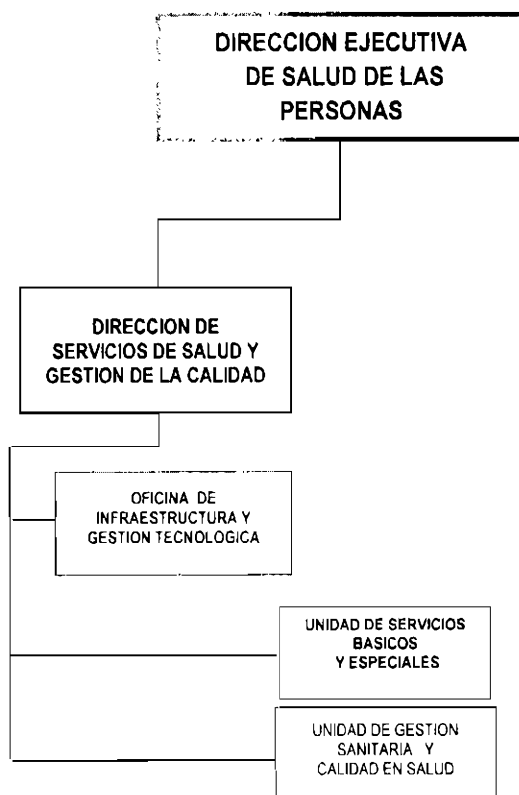 DIRECCION EJECUTIVA
DE SALUD DE LAS
PERSONAS
DIRECCION DE
SERVICIOS DE SALUD Y
GESTION DE LA CALIDAD
OFICINA DE
INFRAESTRUCTURA Y
GESTION TECNOLOGICA
UNIDAD DE SERVICIOS
BASICOS
Y ESPECIALES
UNIDAD DE GESTION
SANITARIA Y
CALIDAD EN SALUD